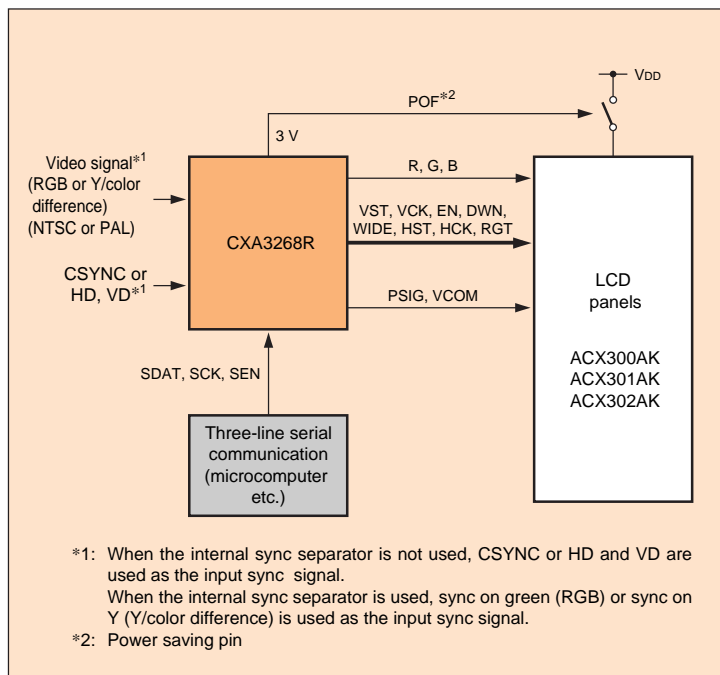 VDD
POF*2
3 V
Video signal*1
(RGB or Y/color
difference)
(NTSC or PAL)
R, G, B
VST, VCK, EN, DWN,
WIDE, HST, HCK, RGT
CXA3268R
CSYNC or
HD, VD*1
PSIG, VCOM
LCD
panels
ACX300AK
ACX301AK
ACX302AK
SDAT, SCK, SEN
Three-line serial
communication
(microcomputer
etc.)
*1: When the internal sync separator is not used, CSYNC or HD and VD are
used as the input sync signal.
When the internal sync separator is used, sync on green (RGB) or sync on
Y (Y/color difference) is used as the input sync signal.
*2: Power saving pin